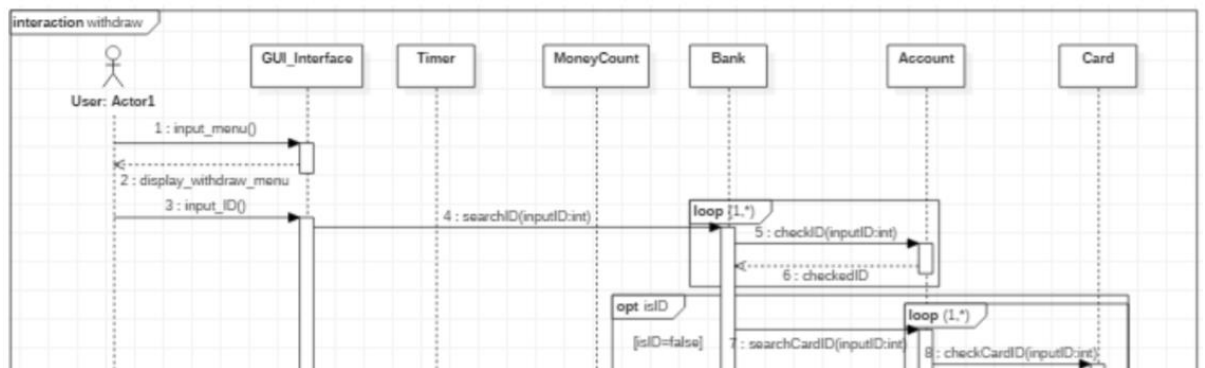 interaction withdraw
GUI_Interface
Timer
MoneyCount
Bank
Account
Card
User: Actor1
1 : input_menu()
2 : display_withdraw_menu
3 : input_ID()
4 : searchID(inputID:int)
loop (1,*)
5 : checkID(inputID:int)
6 : checkedID
opt isID
loop (1,*)
[isID=false]
7 : searchCardID(inputID:int)
8 : checkCardID(inputID:int)